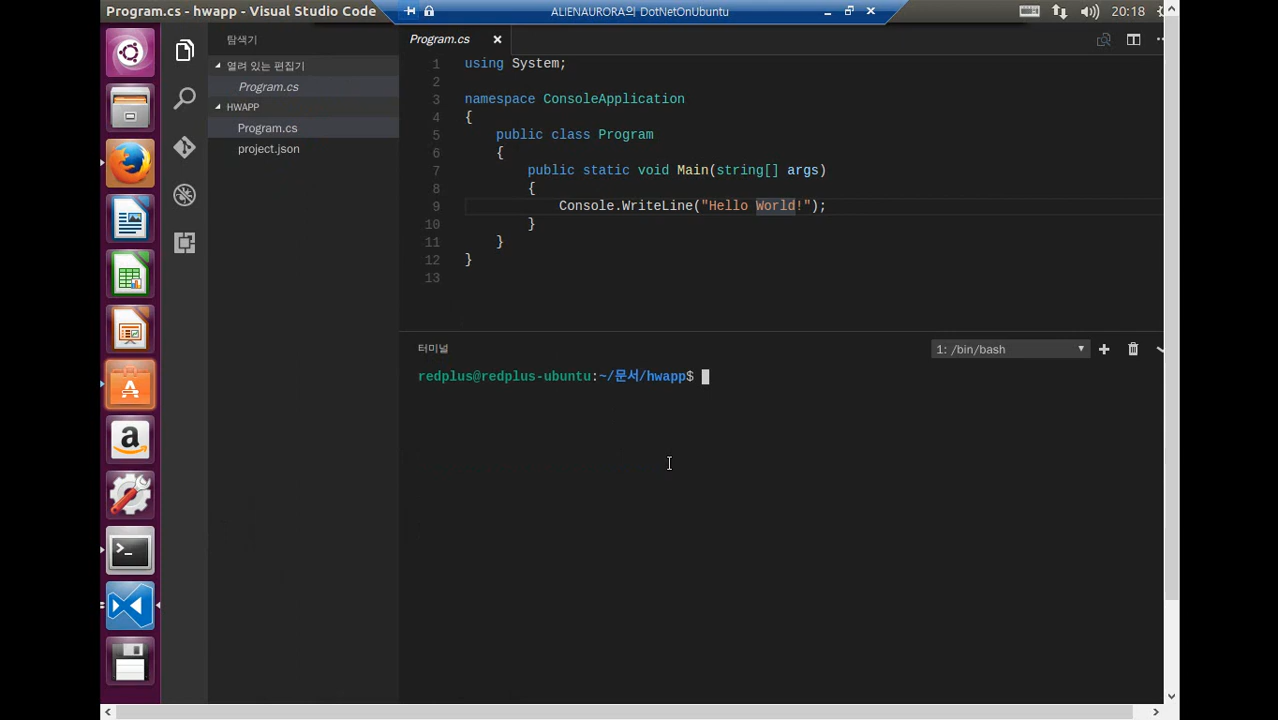 Program.cs - hwapp - Visual Studio Code
ALIENAURORA의 DotNetOnUbuntu
20:18
탐색기
열려 있는 편집기
Program.cs
HWAPP
Program.cs
project.json
Program.cs
1 using System;
2
3 namespace ConsoleApplication
4 {
5 public class Program
6 {
7 public static void Main(string[] args)
8 {
9 Console.WriteLine("Hello World!");
10 }
11 }
12 }
13
터미널
1: /bin/bash
redplus@redplus-ubuntu:~/문서/hwapp$